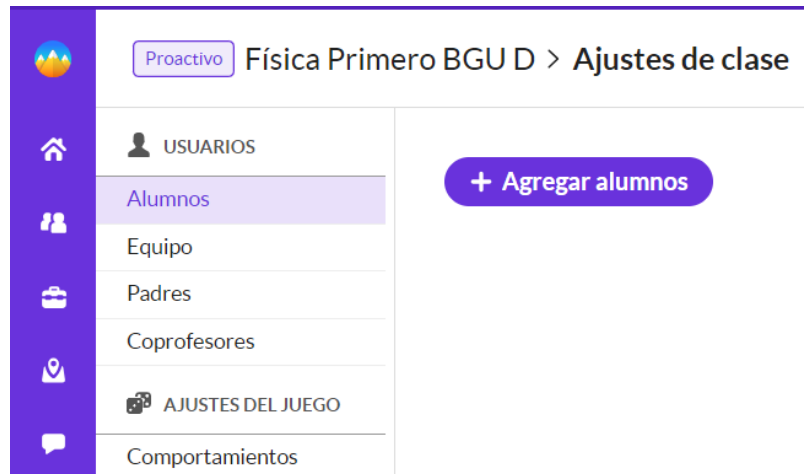 Proactivo Física Primero BGU D > Ajustes de clase
USUARIOS
Alumnos
Equipo
Padres
Coprofesores
AJUSTES DEL JUEGO
Comportamientos
+ Agregar alumnos